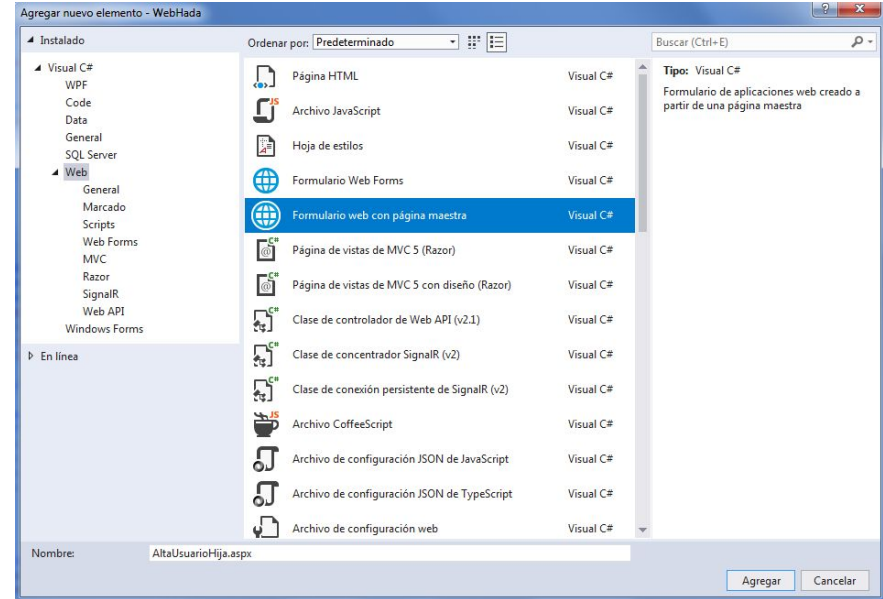 Agregar nuevo elemento - WebHada
Instalado
Ordenar por: Predeterminado
Buscar (Ctrl+E)
Visual C#
WPF
Code
Data
General
SQL Server
Web
General
Marcado
Scripts
Web Forms
MVC
Razor
SignalR
Web API
Windows Forms
En línea
Página HTML Visual C#
Archivo JavaScript Visual C#
Hoja de estilos Visual C#
Formulario Web Forms Visual C#
Formulario web con página maestra Visual C#
Página de vistas de MVC 5 (Razor) Visual C#
Página de vistas de MVC 5 con diseño (Razor) Visual C#
Clase de controlador de Web API (v2.1) Visual C#
Clase de concentrador SignalR (v2) Visual C#
Clase de conexión persistente de SignalR (v2) Visual C#
Archivo CoffeeScript Visual C#
Archivo de configuración JSON de JavaScript Visual C#
Archivo de configuración JSON de TypeScript Visual C#
Archivo de configuración web Visual C#
Tipo: Visual C#
Formulario de aplicaciones web creado a
partir de una página maestra
Nombre: AltaUsuarioHija.aspx
Agregar Cancelar